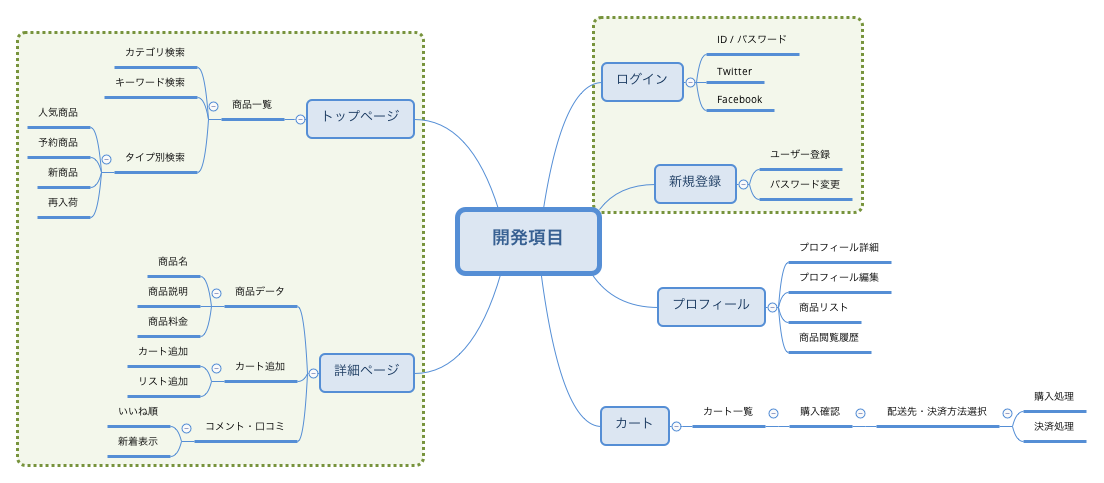 開発項目
トップページ
商品一覧
カテゴリ検索
キーワード検索
タイプ別検索
人気商品
予約商品
新商品
再入荷
詳細ページ
商品データ
商品名
商品説明
商品料金
カート追加
カート追加
リスト追加
コメント・口コミ
いいね順
新着表示
ログイン
ID / パスワード
Twitter
Facebook
新規登録
ユーザー登録
パスワード変更
プロフィール
プロフィール詳細
プロフィール編集
商品リスト
商品閲覧履歴
カート
カート一覧
購入確認
配送先・決済方法選択
購入処理
決済処理